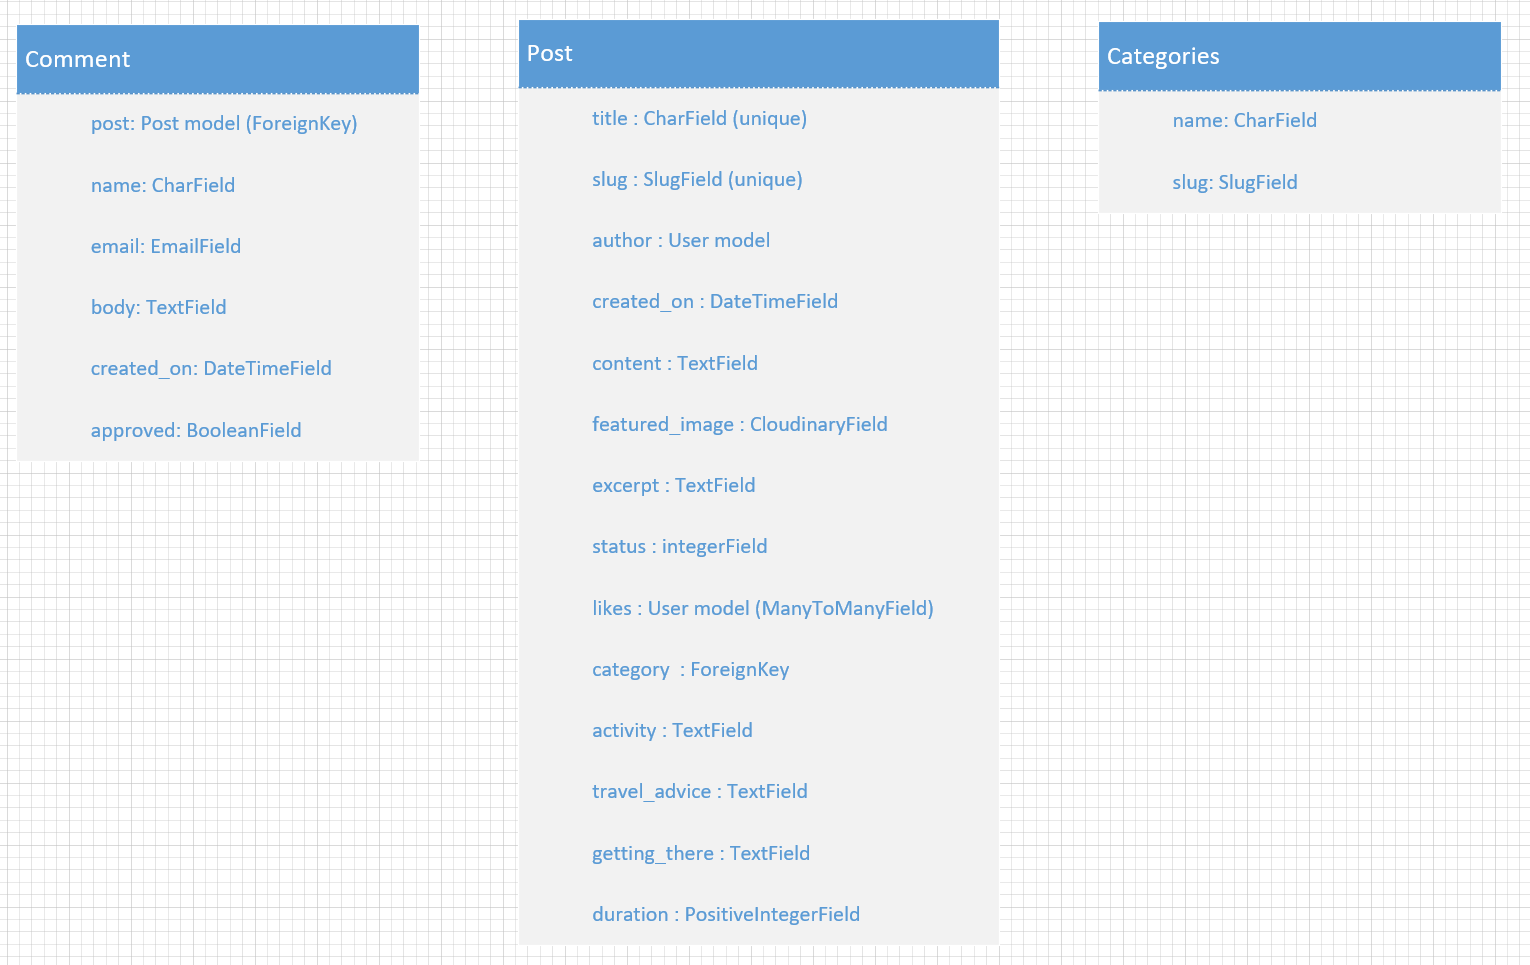 Comment
post: Post model (ForeignKey)
name: CharField
email: EmailField
body: TextField
created_on: DateTimeField
approved: BooleanField
Post
title : CharField (unique)
slug : SlugField (unique)
author : User model
created_on : DateTimeField
content : TextField
featured_image : CloudinaryField
excerpt : TextField
status : integerField
likes : User model (ManyToManyField)
category  : ForeignKey
activity : TextField
travel_advice : TextField
getting_there : TextField
duration : PositiveIntegerField
Categories
name: CharField
slug: SlugField